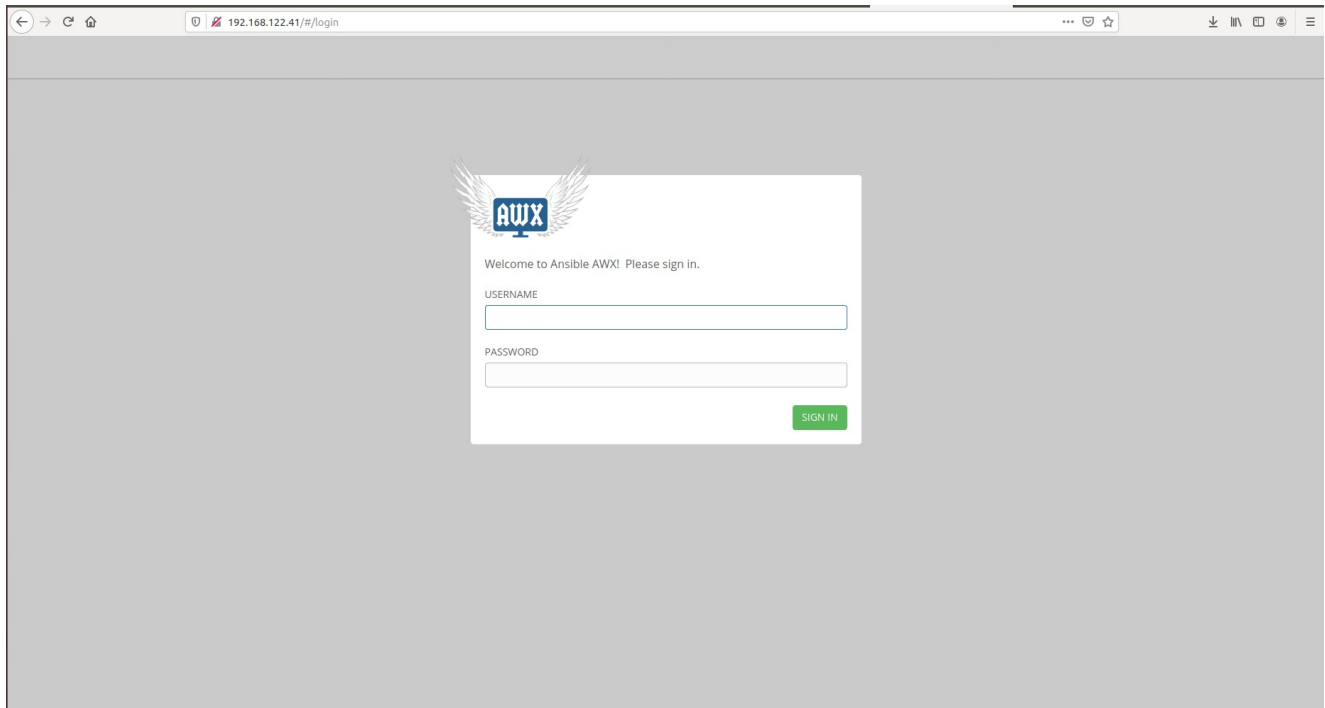 192.168.122.41/#/login
AWX
Welcome to Ansible AWX! Please sign in.
USERNAME
PASSWORD
SIGN IN